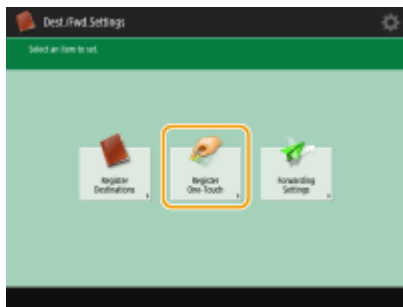 Dest./Fwd.Settings
Select an item to set.
Register
Destinations
Register
One-Touch
Forwarding
Settings